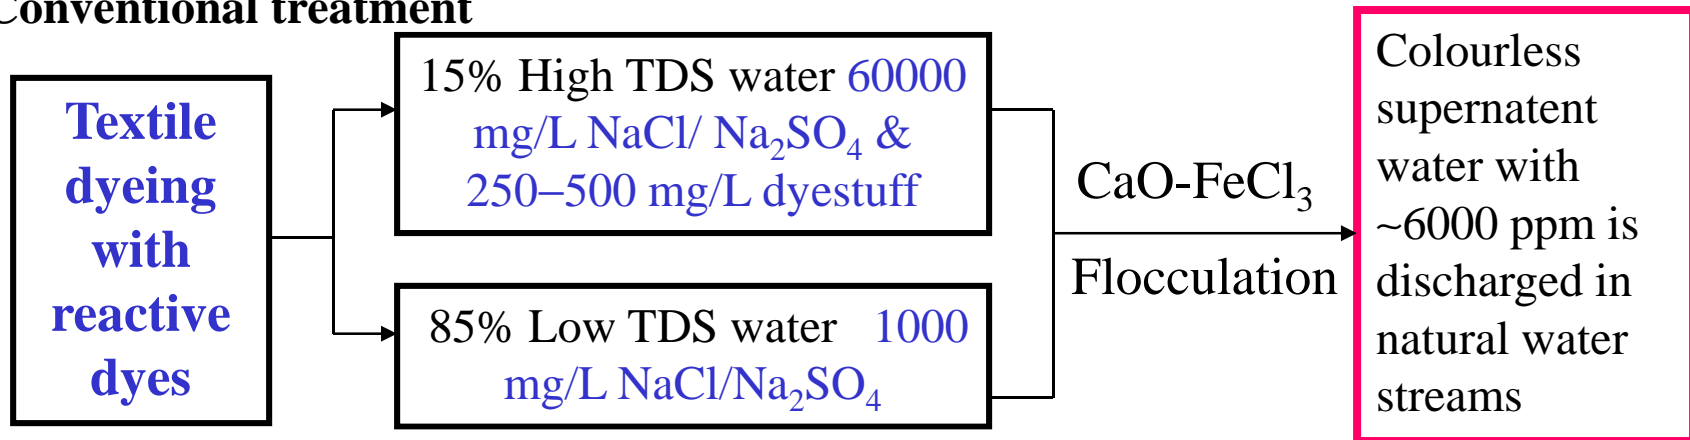 Conventional treatment
Textile
dyeing
with
reactive
dyes
15% High TDS water 60000
mg/L NaCl/ Na₂SO₄ &
250–500 mg/L dyestuff
85% Low TDS water 1000
mg/L NaCl/Na₂SO₄
CaO-FeCl₃
Flocculation
Colourless
supernatent
water with
~6000 ppm is
discharged in
natural water
streams